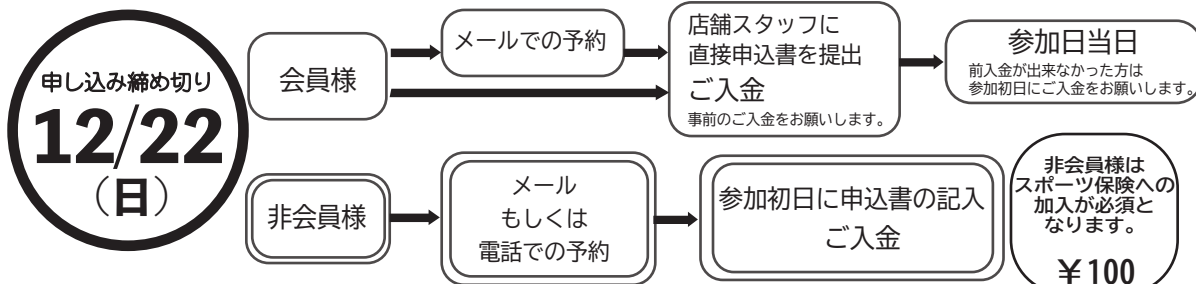 申し込み締め切り
12/22
(日)
会員様
メールでの予約
店舗スタッフに
直接申込書を提出
ご入金
事前のご入金をお願いします。
参加日当日
前入金が出来なかった方は
参加初日にご入金をお願いします。
非会員様
メール
もしくは
電話での予約
参加初日に申込書の記入
ご入金
非会員様は
スポーツ保険への
加入が必須と
なります。
￥100